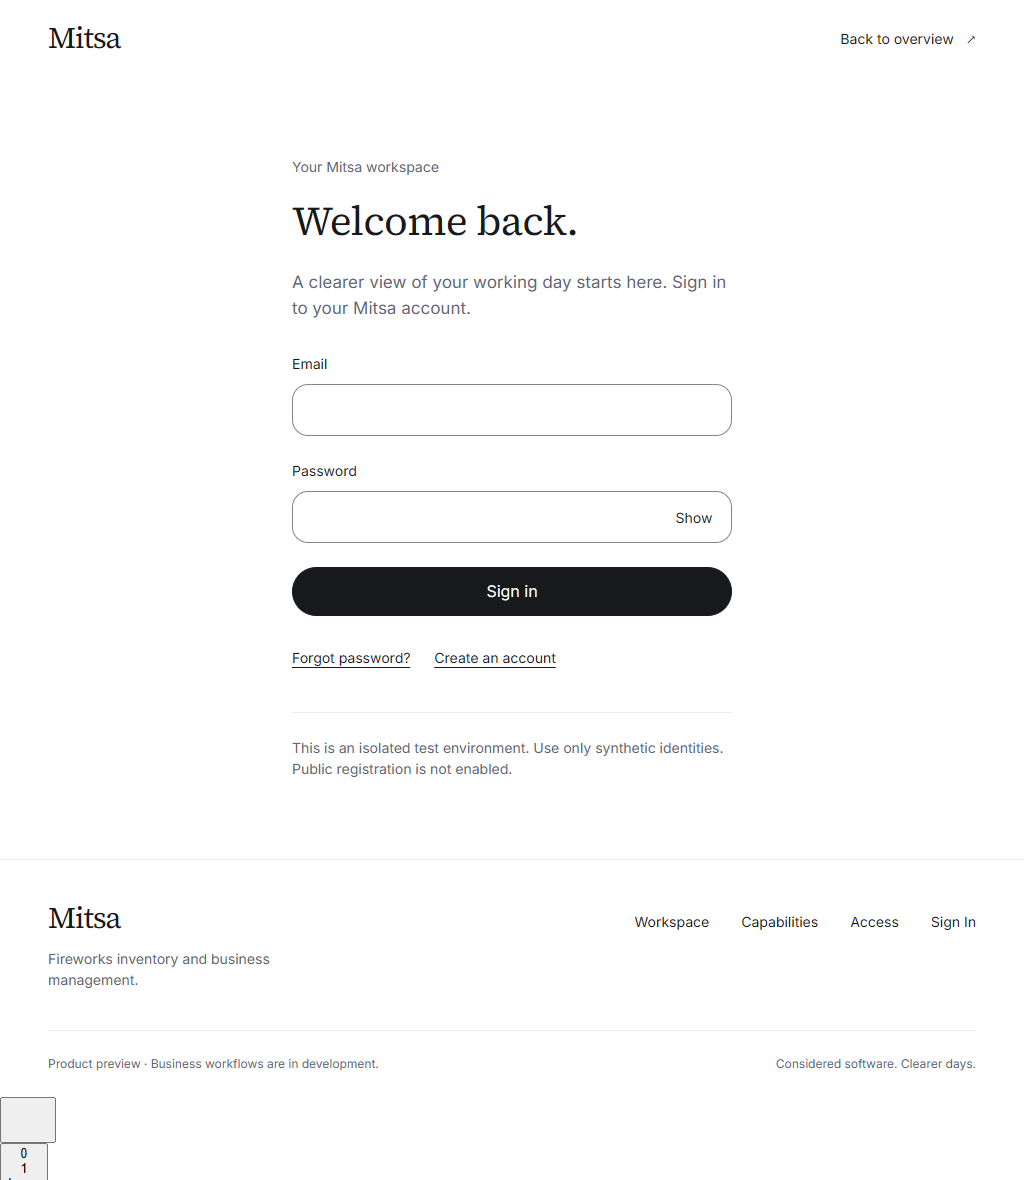 Mitsa
Back to overview ↗
Your Mitsa workspace
Welcome back.
A clearer view of your working day starts here. Sign in
to your Mitsa account.
Email
Password
Show
Sign in
Forgot password? Create an account
This is an isolated test environment. Use only synthetic identities.
Public registration is not enabled.
Mitsa
Workspace Capabilities Access Sign In
Fireworks inventory and business
management.
Product preview · Business workflows are in development.
Considered software. Clearer days.
0
1